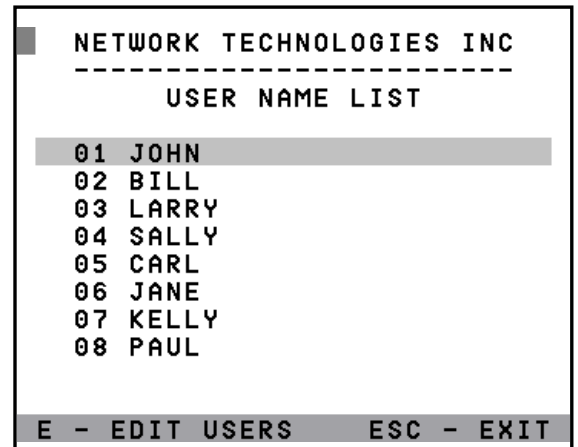 NETWORK TECHNOLOGIES INC
------------------------
USER NAME LIST
01 JOHN
02 BILL
03 LARRY
04 SALLY
05 CARL
06 JANE
07 KELLY
08 PAUL
E - EDIT USERS ESC - EXIT